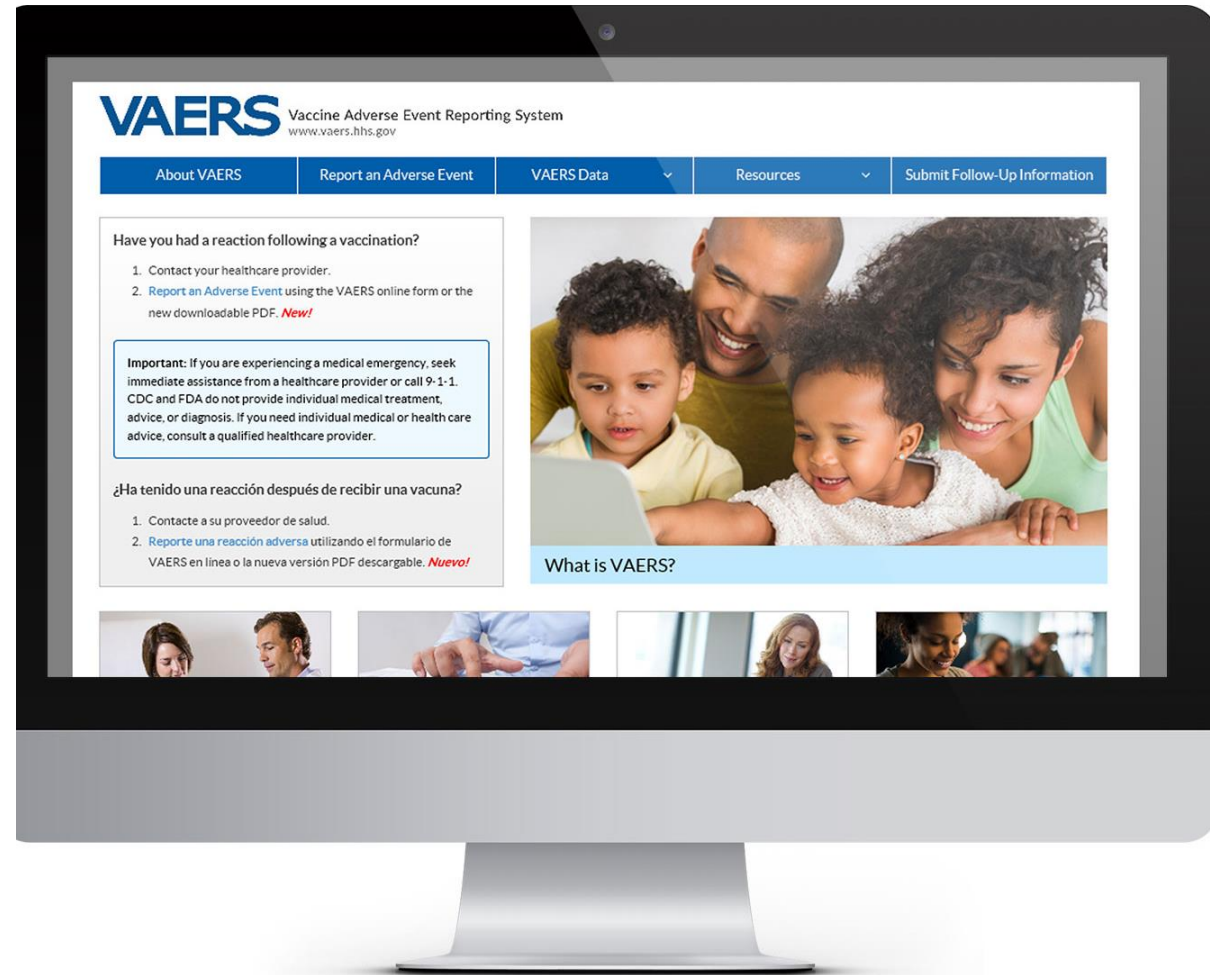 VAERS Vaccine Adverse Event Reporting System
www.vaers.hhs.gov
About VAERS Report an Adverse Event VAERS Data Resources Submit Follow-Up Information
Have you had a reaction following a vaccination?
1. Contact your healthcare provider.
2. Report an Adverse Event using the VAERS online form or the
new downloadable PDF. New!
Important: If you are experiencing a medical emergency, seek
immediate assistance from a healthcare provider or call 9-1-1.
CDC and FDA do not provide individual medical treatment,
advice, or diagnosis. If you need individual medical or health care
advice, consult a qualified healthcare provider.
¿Ha tenido una reacción después de recibir una vacuna?
1. Contacte a su proveedor de salud.
2. Reporte una reacción adversa utilizando el formulario de
VAERS en línea o la nueva versión PDF descargable. Nuevo!
What is VAERS?